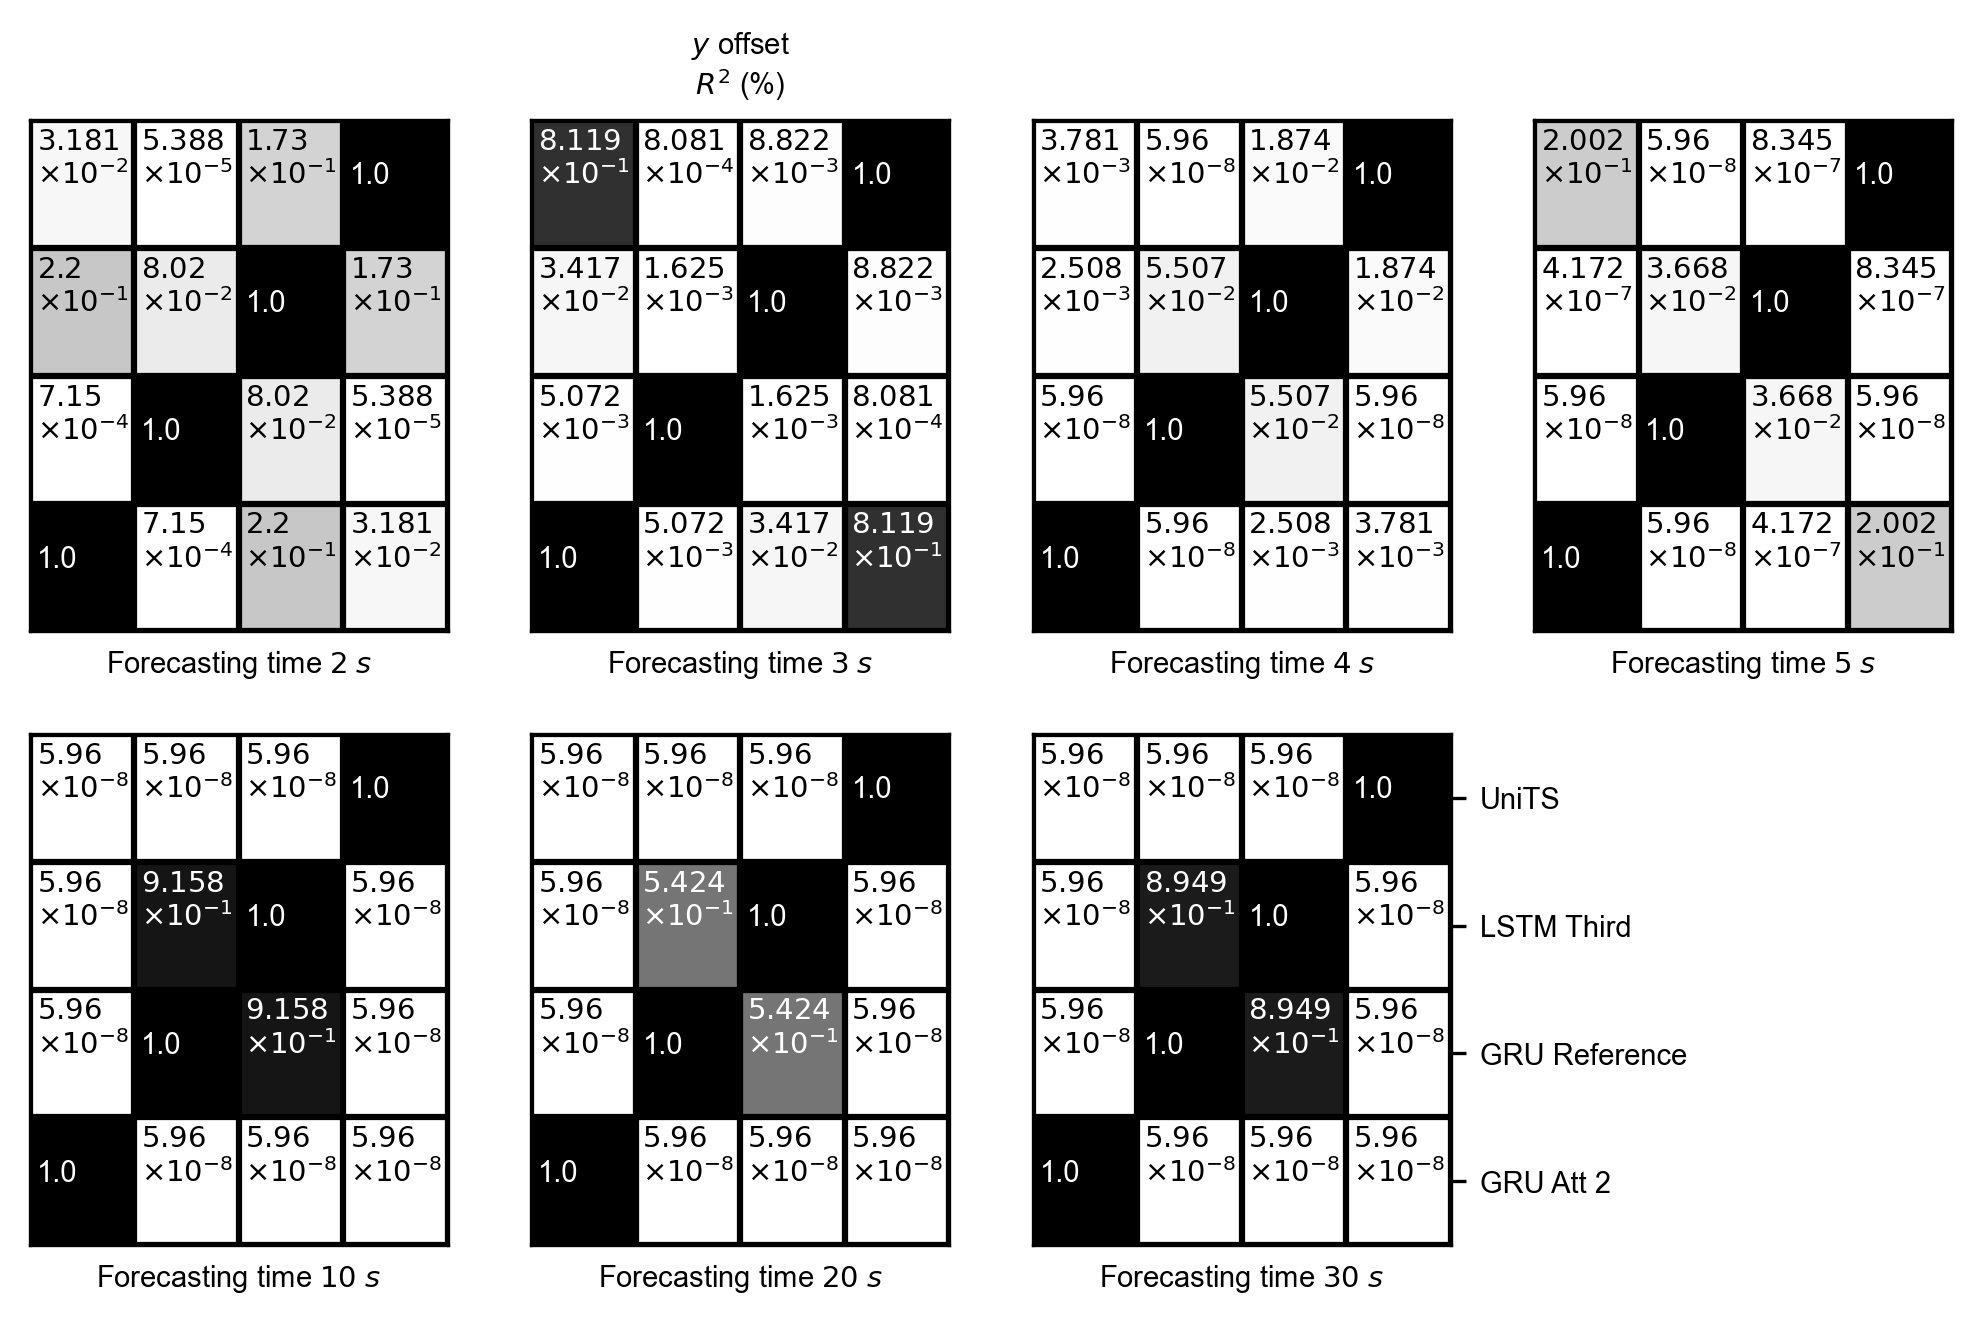 y offset
R² (%)
3.181 5.388 1.73
×10⁻² ×10⁻⁵ ×10⁻¹ 1.0
2.2 8.02 1.73
×10⁻¹ ×10⁻² 1.0 ×10⁻¹
7.15 8.02 5.388
×10⁻⁴ 1.0 ×10⁻² ×10⁻⁵
7.15 2.2 3.181
1.0 ×10⁻⁴ ×10⁻¹ ×10⁻²
Forecasting time 2 s
8.119 8.081 8.822
×10⁻¹ ×10⁻⁴ ×10⁻³ 1.0
3.417 1.625 8.822
×10⁻² ×10⁻³ 1.0 ×10⁻³
5.072 1.625 8.081
×10⁻³ 1.0 ×10⁻³ ×10⁻⁴
5.072 3.417 8.119
1.0 ×10⁻³ ×10⁻² ×10⁻¹
Forecasting time 3 s
3.781 5.96 1.874
×10⁻³ ×10⁻⁸ ×10⁻² 1.0
2.508 5.507 1.874
×10⁻³ ×10⁻² 1.0 ×10⁻²
5.96 5.507 5.96
×10⁻⁸ 1.0 ×10⁻² ×10⁻⁸
5.96 2.508 3.781
1.0 ×10⁻⁸ ×10⁻³ ×10⁻³
Forecasting time 4 s
2.002 5.96 8.345
×10⁻¹ ×10⁻⁸ ×10⁻⁷ 1.0
4.172 3.668 8.345
×10⁻⁷ ×10⁻² 1.0 ×10⁻⁷
5.96 3.668 5.96
×10⁻⁸ 1.0 ×10⁻² ×10⁻⁸
5.96 4.172 2.002
1.0 ×10⁻⁸ ×10⁻⁷ ×10⁻¹
Forecasting time 5 s
5.96 5.96 5.96
×10⁻⁸ ×10⁻⁸ ×10⁻⁸ 1.0
5.96 9.158 5.96
×10⁻⁸ ×10⁻¹ 1.0 ×10⁻⁸
5.96 9.158 5.96
×10⁻⁸ 1.0 ×10⁻¹ ×10⁻⁸
5.96 5.96 5.96
1.0 ×10⁻⁸ ×10⁻⁸ ×10⁻⁸
Forecasting time 10 s
5.96 5.96 5.96
×10⁻⁸ ×10⁻⁸ ×10⁻⁸ 1.0
5.96 5.424 5.96
×10⁻⁸ ×10⁻¹ 1.0 ×10⁻⁸
5.96 5.424 5.96
×10⁻⁸ 1.0 ×10⁻¹ ×10⁻⁸
5.96 5.96 5.96
1.0 ×10⁻⁸ ×10⁻⁸ ×10⁻⁸
Forecasting time 20 s
5.96 5.96 5.96
×10⁻⁸ ×10⁻⁸ ×10⁻⁸ 1.0
5.96 8.949 5.96
×10⁻⁸ ×10⁻¹ 1.0 ×10⁻⁸
5.96 8.949 5.96
×10⁻⁸ 1.0 ×10⁻¹ ×10⁻⁸
5.96 5.96 5.96
1.0 ×10⁻⁸ ×10⁻⁸ ×10⁻⁸
Forecasting time 30 s
UniTS
LSTM Third
GRU Reference
GRU Att 2